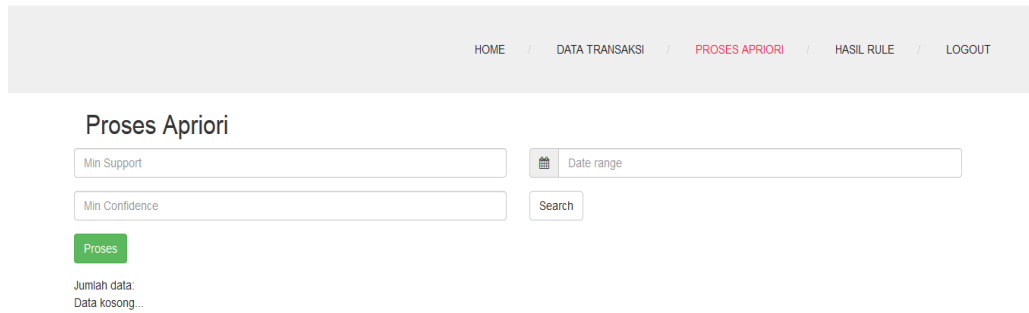 HOME / DATA TRANSAKSI / PROSES APRIORI / HASIL RULE / LOGOUT
Proses Apriori
Min Support
Date range
Min Confidence
Search
Proses
Jumlah data:
Data kosong...